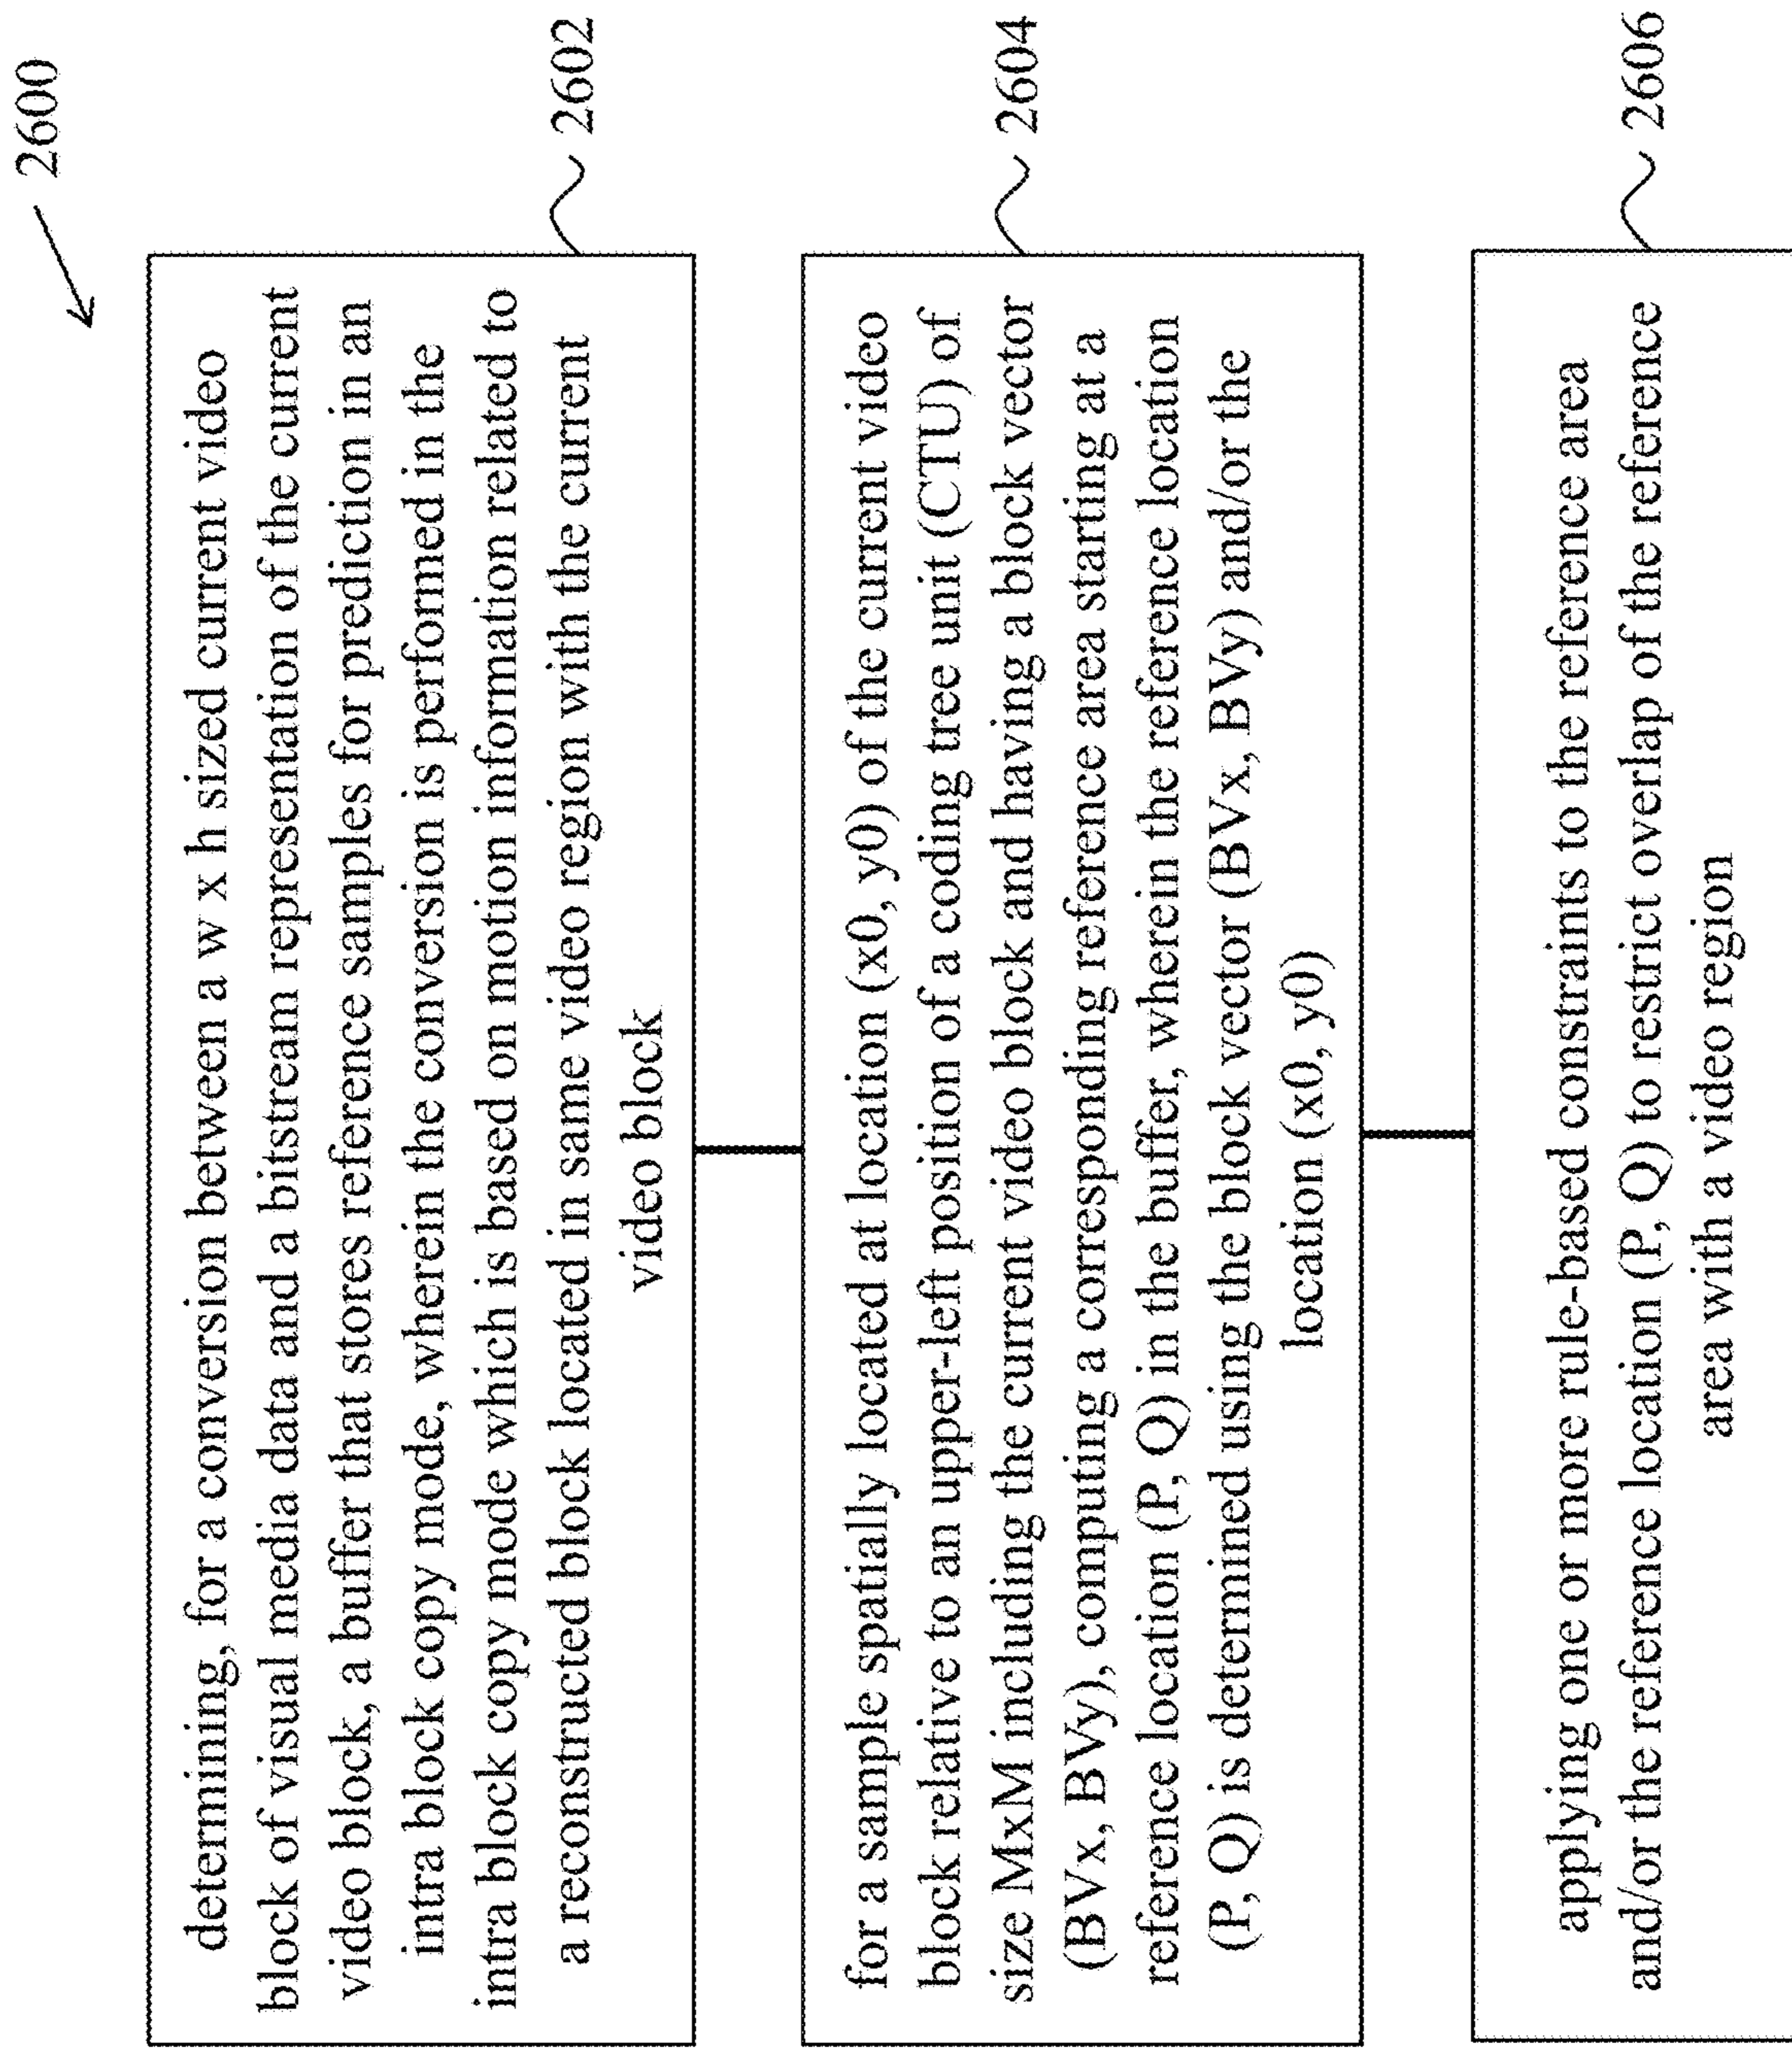 2600
determining, for a conversion between a w x h sized current video
block of visual media data and a bitstream representation of the current
video block, a buffer that stores reference samples for prediction in an
intra block copy mode, wherein the conversion is performed in the
intra block copy mode which is based on motion information related to
a reconstructed block located in same video region with the current
video block
2602
for a sample spatially located at location (x0, y0) of the current video
block relative to an upper-left position of a coding tree unit (CTU) of
size MxM including the current video block and having a block vector
(BVx, BVy), computing a corresponding reference area starting at a
reference location (P, Q) in the buffer, wherein the reference location
(P, Q) is determined using the block vector (BVx, BVy) and/or the
location (x0, y0)
2604
applying one or more rule-based constraints to the reference area
and/or the reference location (P, Q) to restrict overlap of the reference
area with a video region
2606